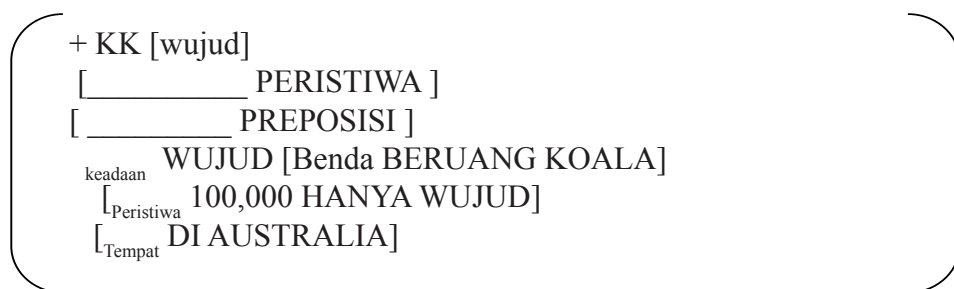 + KK [wujud]
[__________ PERISTIWA ]
[ _________ PREPOSISI ]
keadaan WUJUD [Benda BERUANG KOALA]
[Peristiwa 100,000 HANYA WUJUD]
[Tempat DI AUSTRALIA]